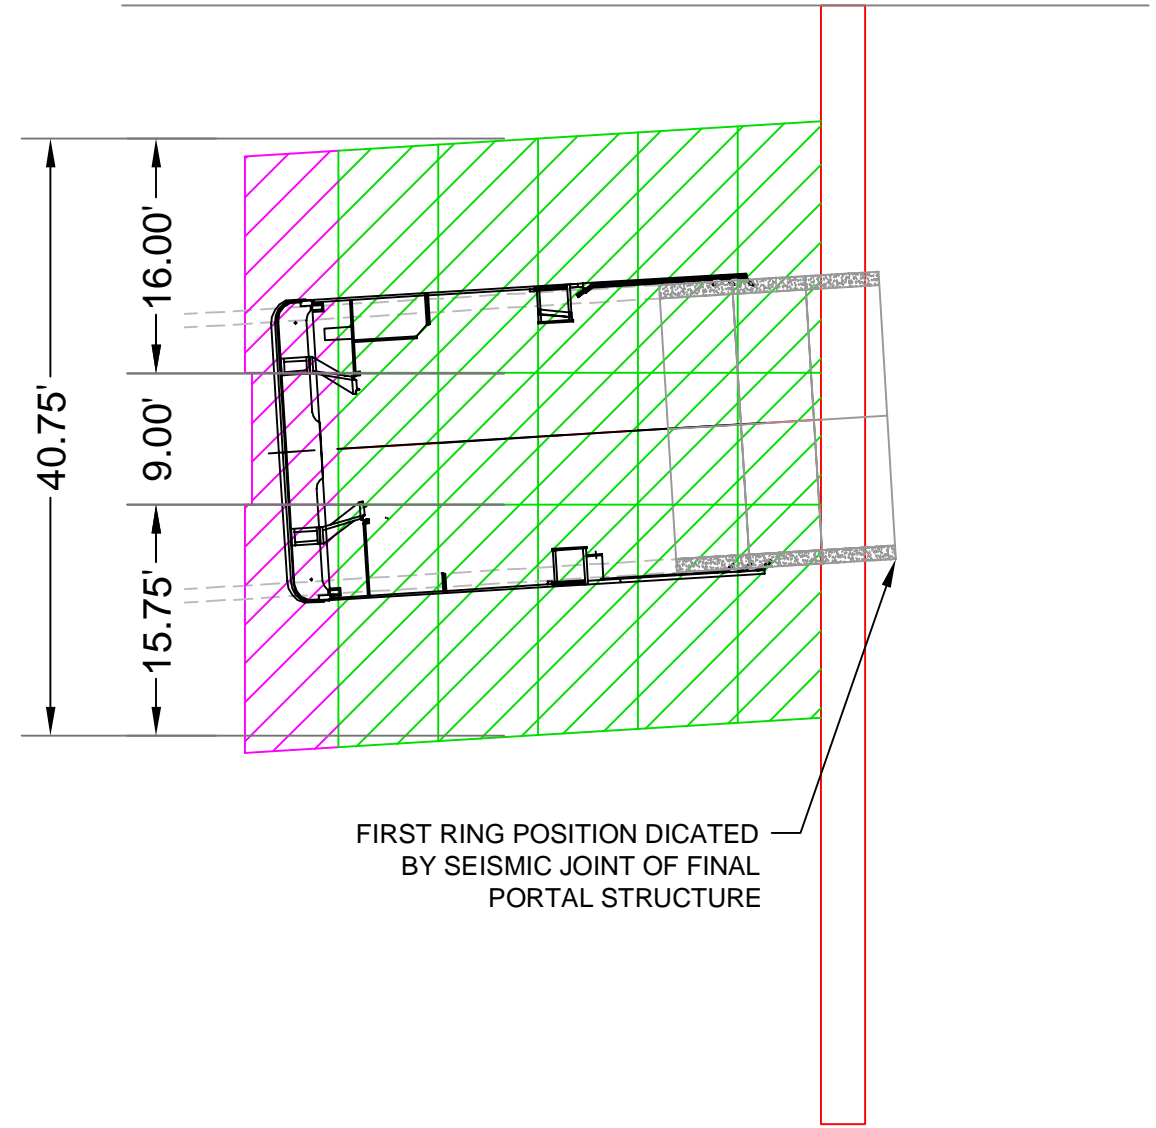 40.75'
16.00'
9.00'
15.75'
FIRST RING POSITION DICATED
BY SEISMIC JOINT OF FINAL
PORTAL STRUCTURE